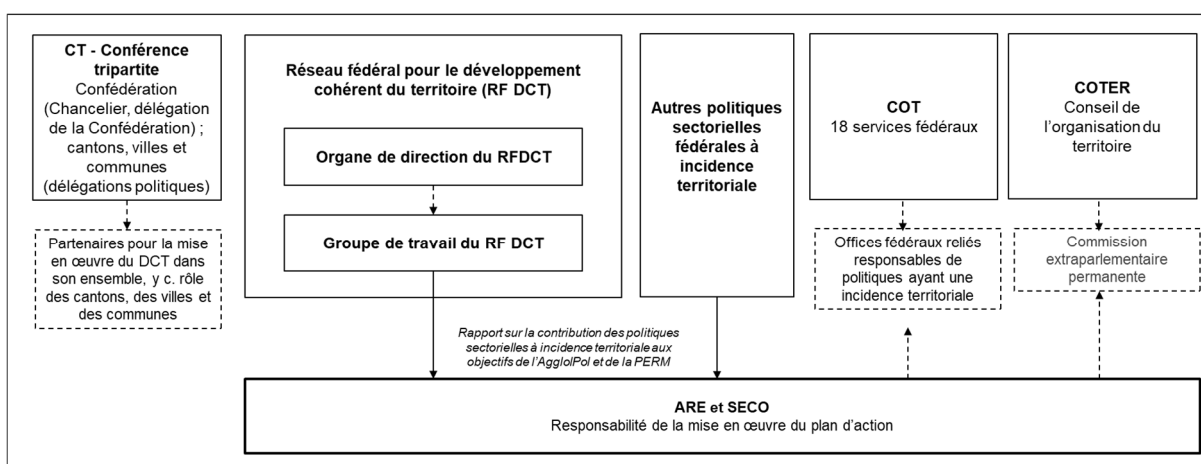 CT - Conférence
tripartite
Confédération
(Chancelier, délégation
de la Confédération) ;
cantons, villes et
communes
(délégations politiques)
Partenaires pour la mise
en œuvre du DCT dans
son ensemble, y c. rôle
des cantons, des villes et
des communes
Réseau fédéral pour le développement
cohérent du territoire (RF DCT)
Organe de direction du RFDCT
Groupe de travail du RF DCT
Autres politiques
sectorielles
fédérales à
incidence
territoriale
COT
18 services fédéraux
Offices fédéraux reliés
responsables de
politiques ayant une
incidence territoriale
COTER
Conseil de
l'organisation du
territoire
Commission
extraparlementaire
permanente
Rapport sur la contribution des politiques
sectorielles à incidence territoriale aux
objectifs de l'AggloIPol et de la PERM
ARE et SECO
Responsabilité de la mise en œuvre du plan d'action